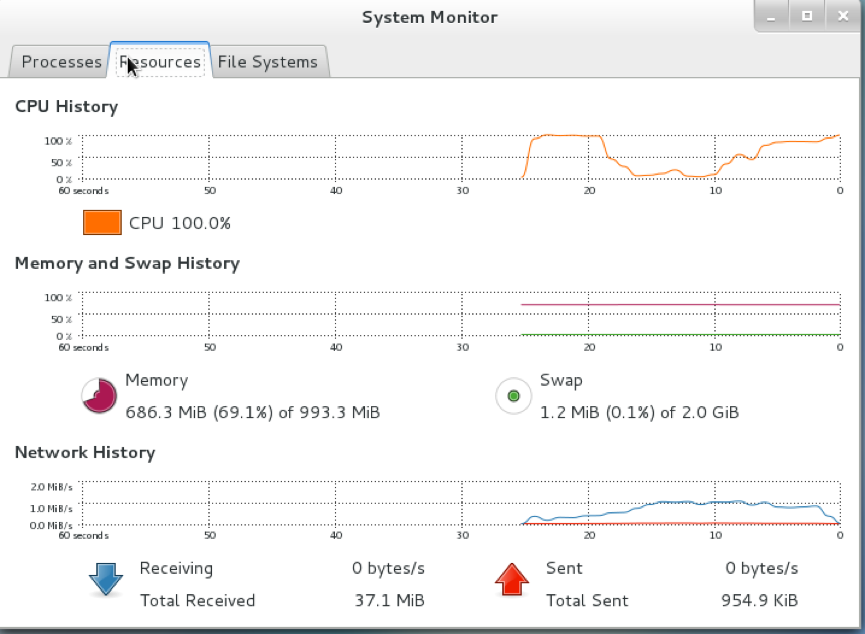 System Monitor
Processes Resources File Systems
CPU History
100 %
50 %
0 %
60 seconds 50 40 30 20 10 0
CPU 100.0%
Memory and Swap History
100 %
50 %
0 %
60 seconds 50 40 30 20 10 0
Memory Swap
686.3 MiB (69.1%) of 993.3 MiB 1.2 MiB (0.1%) of 2.0 GiB
Network History
2.0 MiB/s
1.0 MiB/s
0.0 MiB/s
60 seconds 50 40 30 20 10 0
Receiving 0 bytes/s Sent 0 bytes/s
Total Received 37.1 MiB Total Sent 954.9 KiB